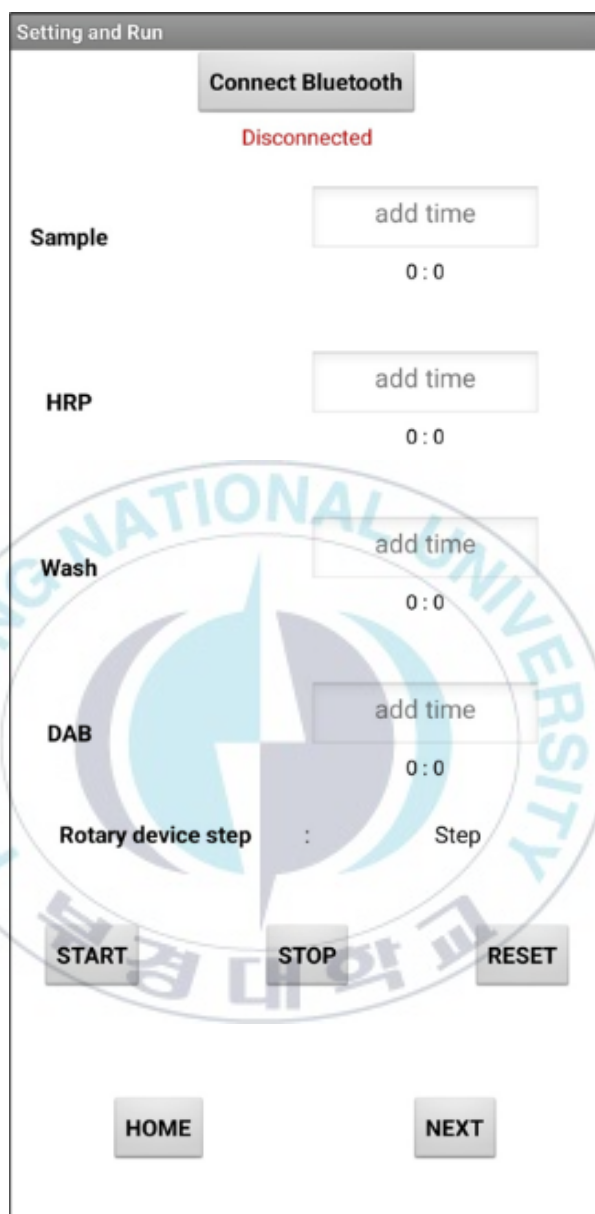 Setting and Run
Connect Bluetooth
Disconnected
Sample
add time
0 : 0
HRP
add time
0 : 0
Wash
add time
0 : 0
DAB
add time
0 : 0
Rotary device step : Step
START STOP RESET
HOME NEXT
NG NATIONAL UNIVERSITY
부경대학교